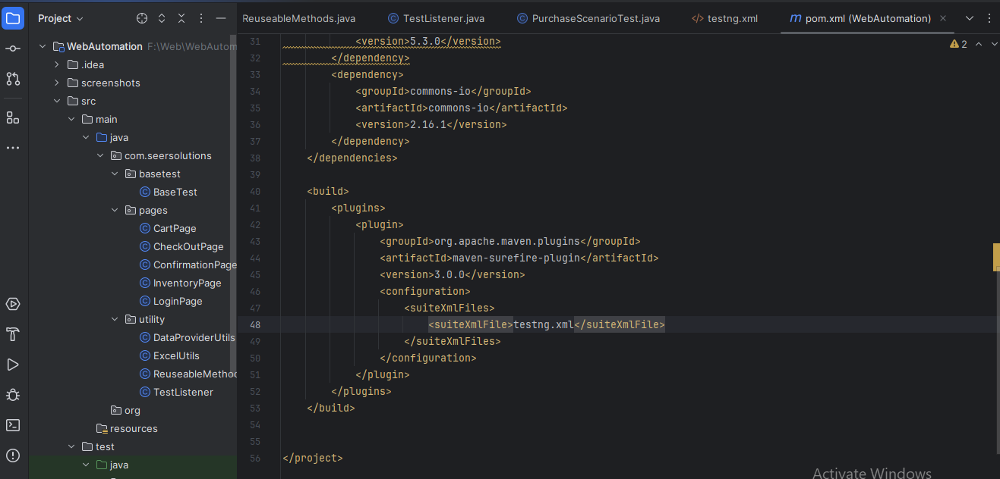 Project
WebAutomation F:\Web\WebAutom
.idea
screenshots
src
main
java
com.seersolutions
basetest
BaseTest
pages
CartPage
CheckOutPage
ConfirmationPage
InventoryPage
LoginPage
utility
DataProviderUtils
ExcelUtils
ReuseableMethod
TestListener
org
resources
test
java
ReuseableMethods.java TestListener.java PurchaseScenarioTest.java </> testng.xml m pom.xml (WebAutomation)
2
31 <version>5.3.0</version>
32 </dependency>
33 <dependency>
34 <groupId>commons-io</groupId>
35 <artifactId>commons-io</artifactId>
36 <version>2.16.1</version>
37 </dependency>
38 </dependencies>
39
40 <build>
41 <plugins>
42 <plugin>
43 <groupId>org.apache.maven.plugins</groupId>
44 <artifactId>maven-surefire-plugin</artifactId>
45 <version>3.0.0</version>
46 <configuration>
47 <suiteXmlFiles>
48 <suiteXmlFile>testng.xml</suiteXmlFile>
49 </suiteXmlFiles>
50 </configuration>
51 </plugin>
52 </plugins>
53 </build>
54
55
56 </project>
Activate Windows